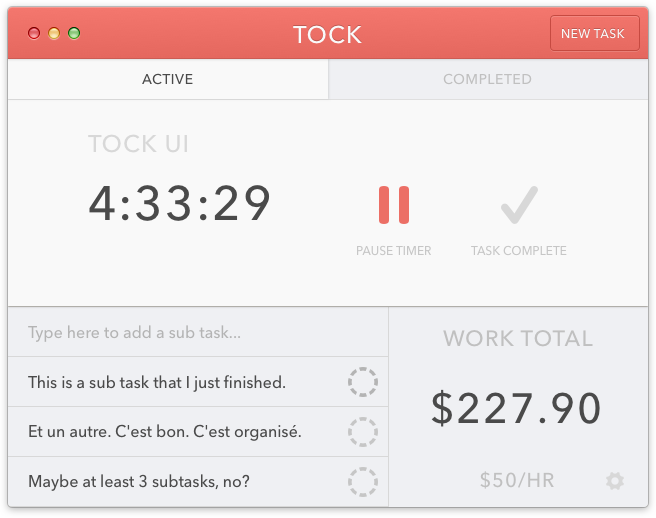 TOCK
NEW TASK
ACTIVE
COMPLETED
TOCK UI
4:33:29
PAUSE TIMER
TASK COMPLETE
Type here to add a sub task...
This is a sub task that I just finished.
Et un autre. C'est bon. C'est organisé.
Maybe at least 3 subtasks, no?
WORK TOTAL
$227.90
$50/HR